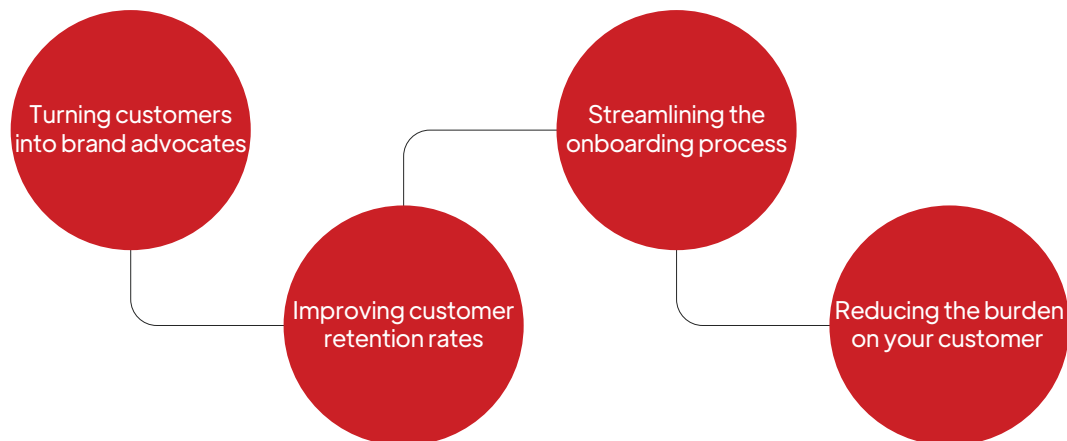 Turning customers
into brand advocates
Improving customer
retention rates
Streamlining the
onboarding process
Reducing the burden
on your customer